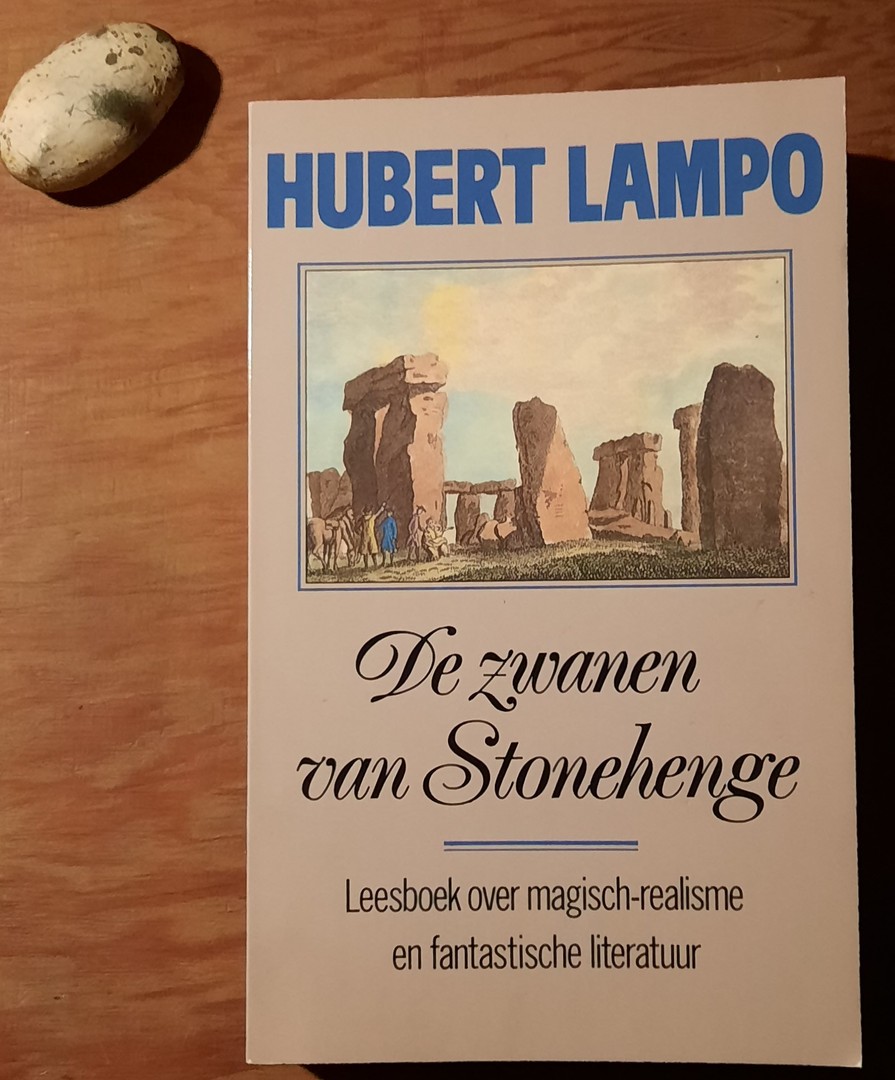 HUBERT LAMPO
De zwanen
van Stonehenge
Leesboek over magisch-realisme
en fantastische literatuur